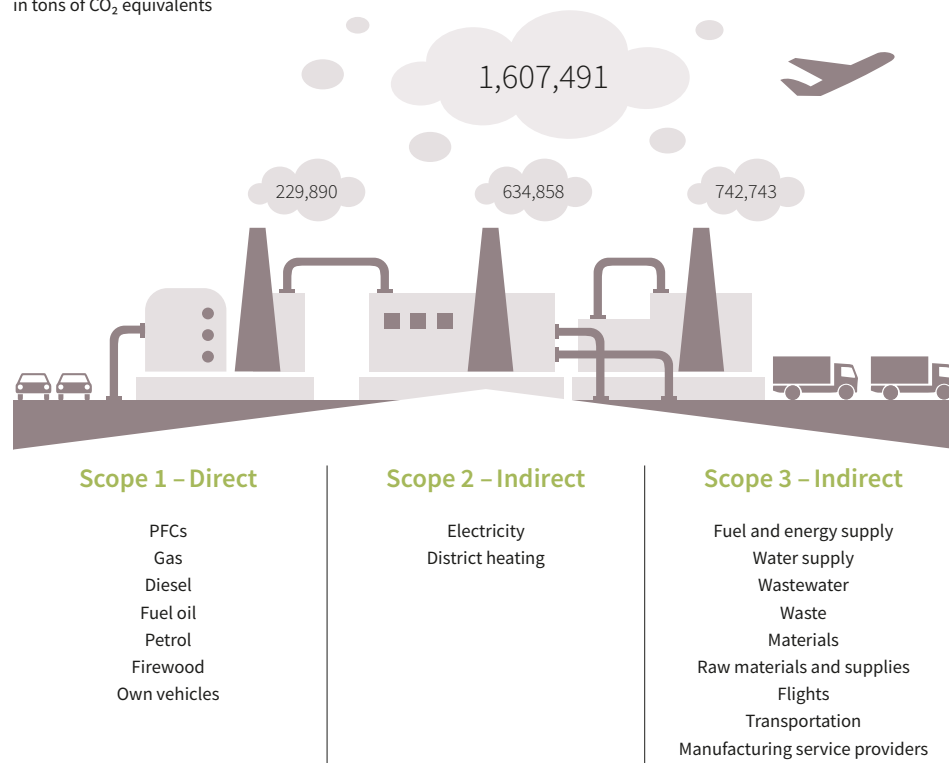 in tons of CO₂ equivalents
1,607,491
229,890
634,858
742,743
Scope 1 – Direct
PFCs
Gas
Diesel
Fuel oil
Petrol
Firewood
Own vehicles
Scope 2 – Indirect
Electricity
District heating
Scope 3 – Indirect
Fuel and energy supply
Water supply
Wastewater
Waste
Materials
Raw materials and supplies
Flights
Transportation
Manufacturing service providers